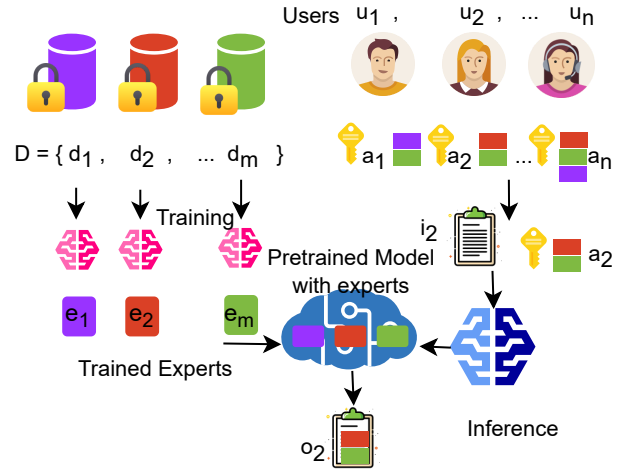 Users u1 , u2 , ... un
D = { d1 , d2 , ... dm }
a1 a2 ... an
Training
i2
a2
Pretrained Model
with experts
e1 e2 em
Trained Experts
Inference
o2